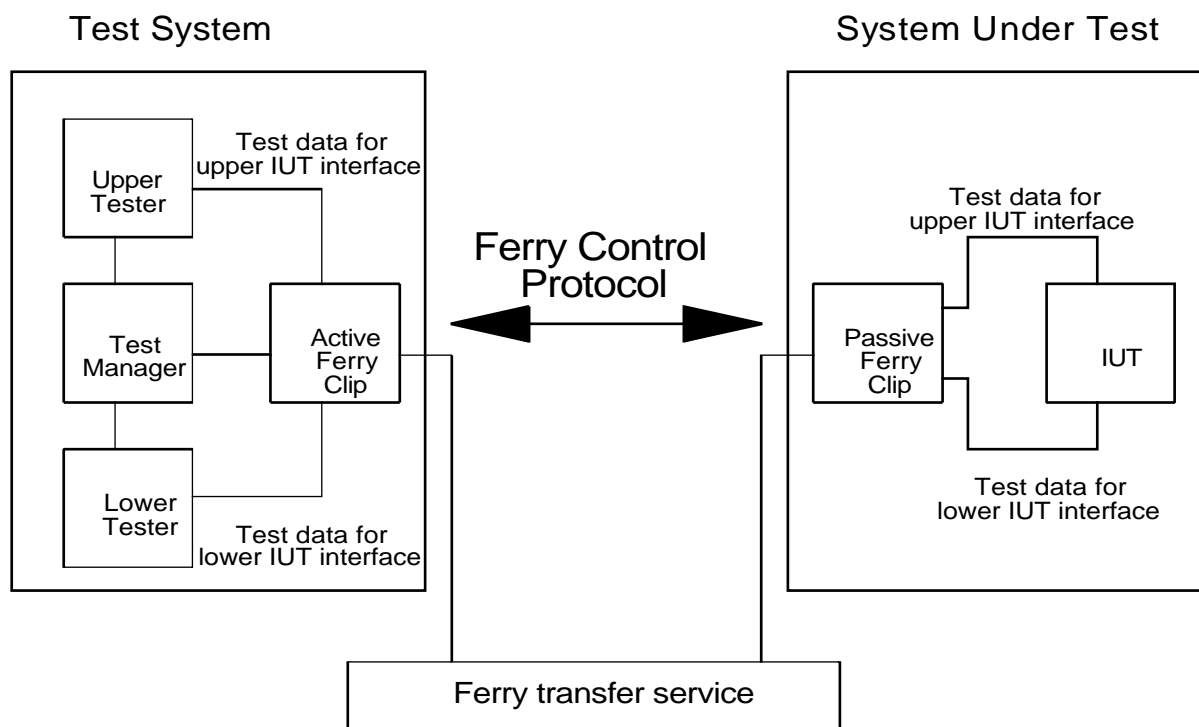 Test System
System Under Test
Test data for
upper IUT interface
Upper
Tester
Test
Manager
Active
Ferry
Clip
Lower
Tester
Test data for
lower IUT interface
Ferry Control
Protocol
Test data for
upper IUT interface
Passive
Ferry
Clip
IUT
Test data for
lower IUT interface
Ferry transfer service